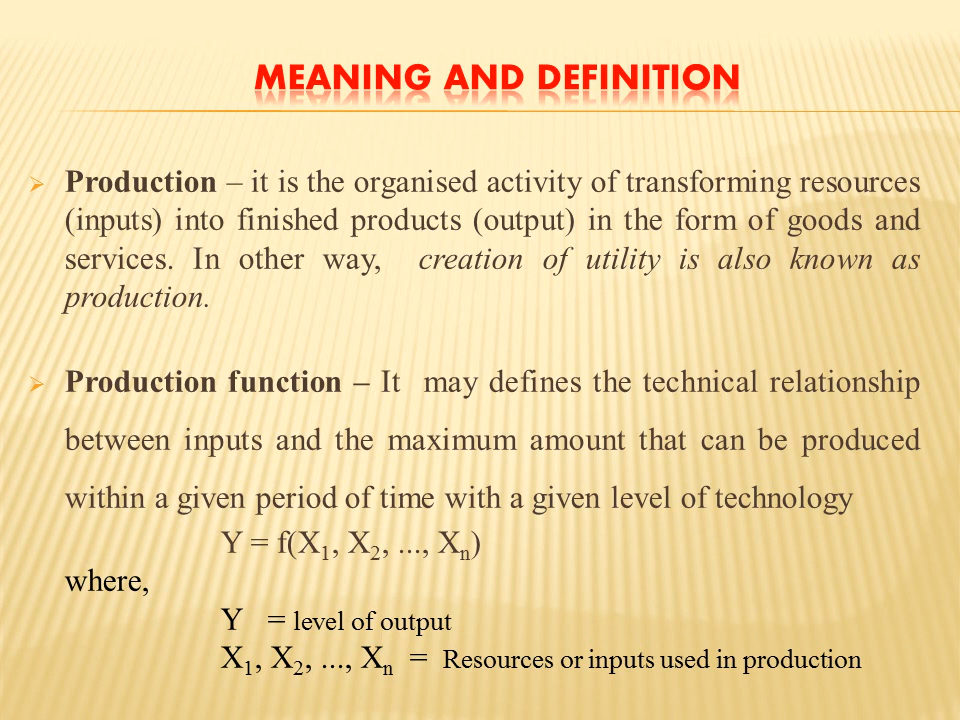 MEANING AND DEFINITION
➢ Production – it is the organised activity of transforming resources
(inputs) into finished products (output) in the form of goods and
services. In other way, creation of utility is also known as
production.
➢ Production function – It may defines the technical relationship
between inputs and the maximum amount that can be produced
within a given period of time with a given level of technology
Y = f(X₁, X₂, ..., Xₙ)
where,
Y = level of output
X₁, X₂, ..., Xₙ = Resources or inputs used in production